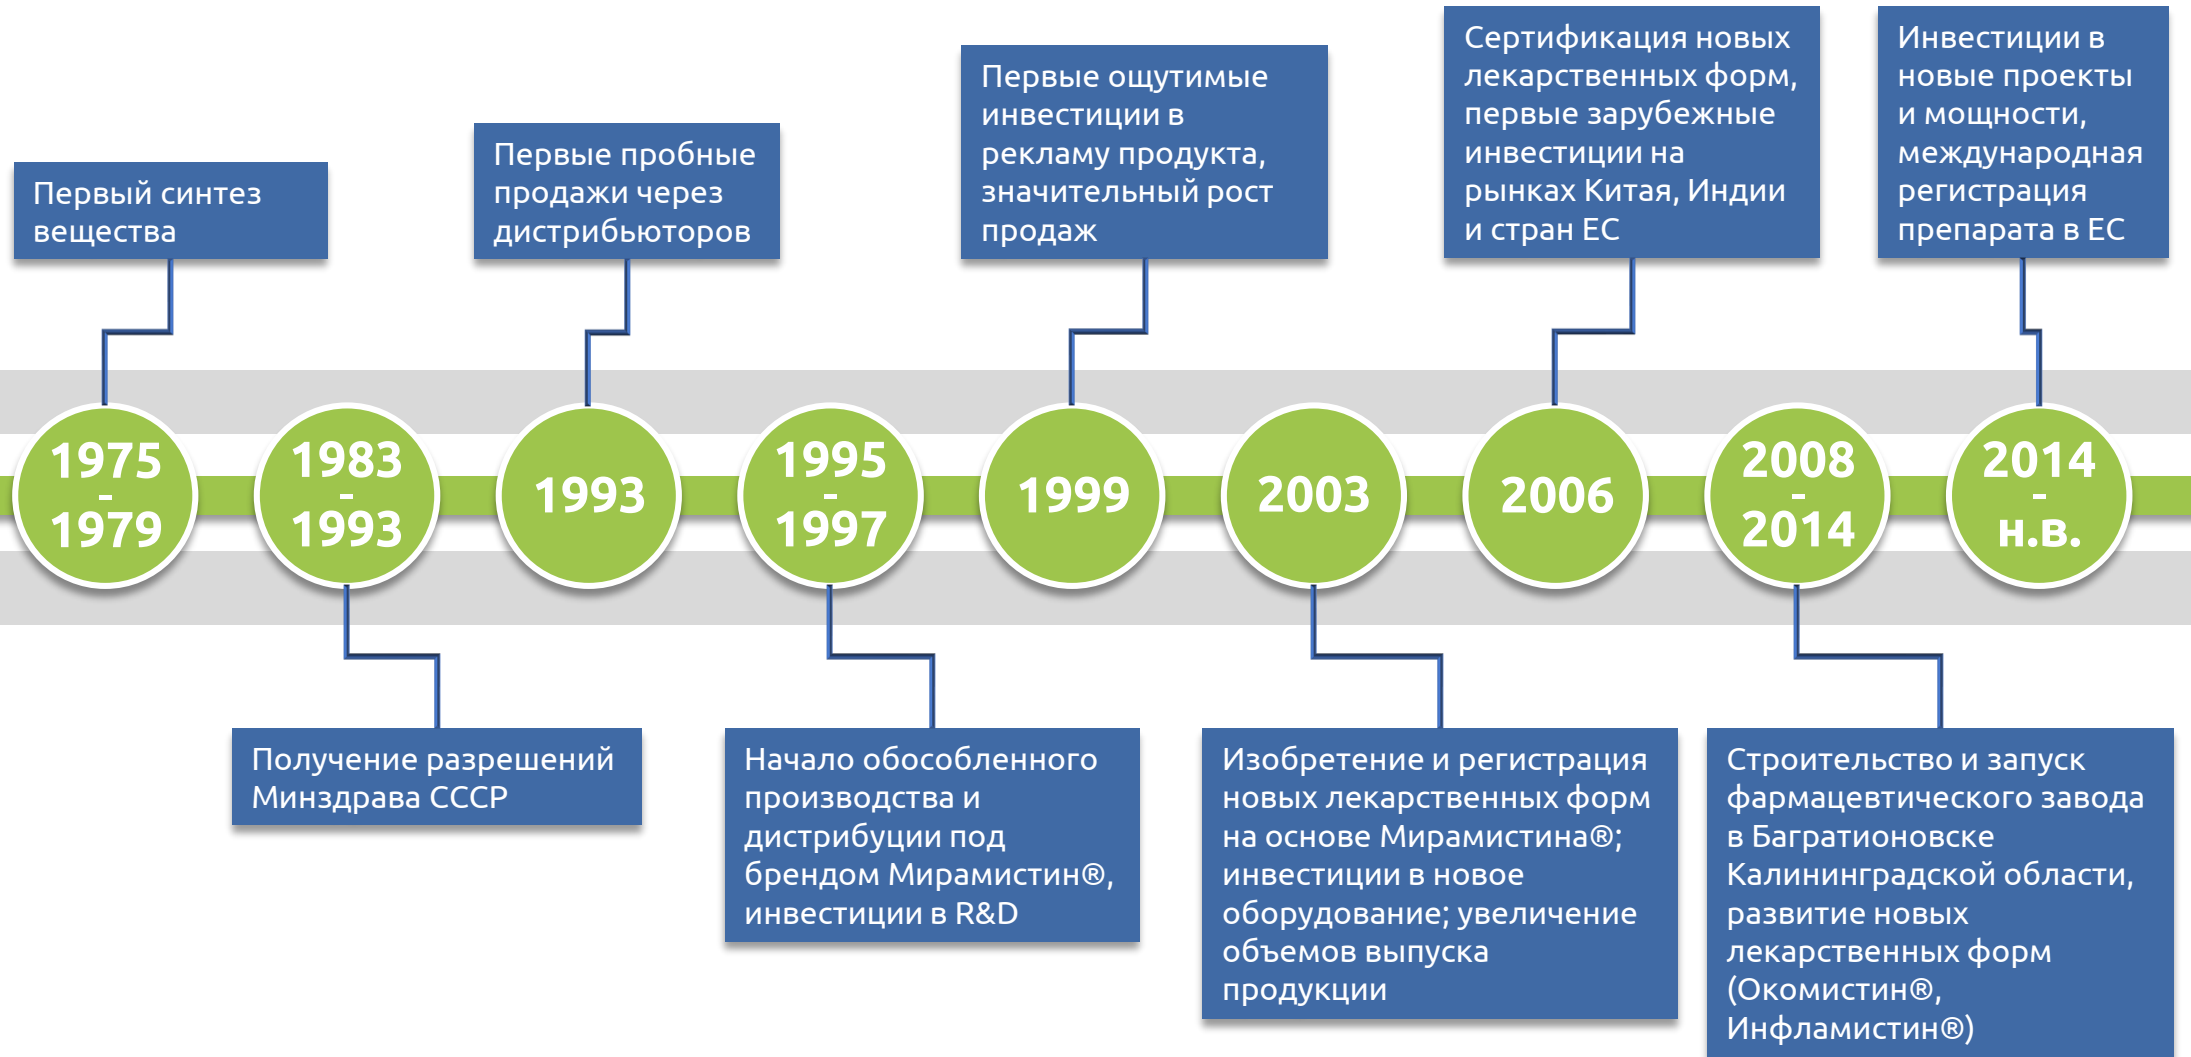 Первый синтез
вещества
Первые пробные
продажи через
дистрибьюторов
Первые ощутимые
инвестиции в
рекламу продукта,
значительный рост
продаж
Сертификация новых
лекарственных форм,
первые зарубежные
инвестиции на
рынках Китая, Индии
и стран ЕС
Инвестиции в
новые проекты
и мощности,
международная
регистрация
препарата в ЕС
1975
-
1979
1983
-
1993
1993
1995
-
1997
1999
2003
2006
2008
-
2014
2014
-
н.в.
Получение разрешений
Минздрава СССР
Начало обособленного
производства и
дистрибуции под
брендом Мирамистин®,
инвестиции в R&D
Изобретение и регистрация
новых лекарственных форм
на основе Мирамистина®;
инвестиции в новое
оборудование; увеличение
объемов выпуска
продукции
Строительство и запуск
фармацевтического завода
в Багратионовске
Калининградской области,
развитие новых
лекарственных форм
(Окомистин®,
Инфламистин®)